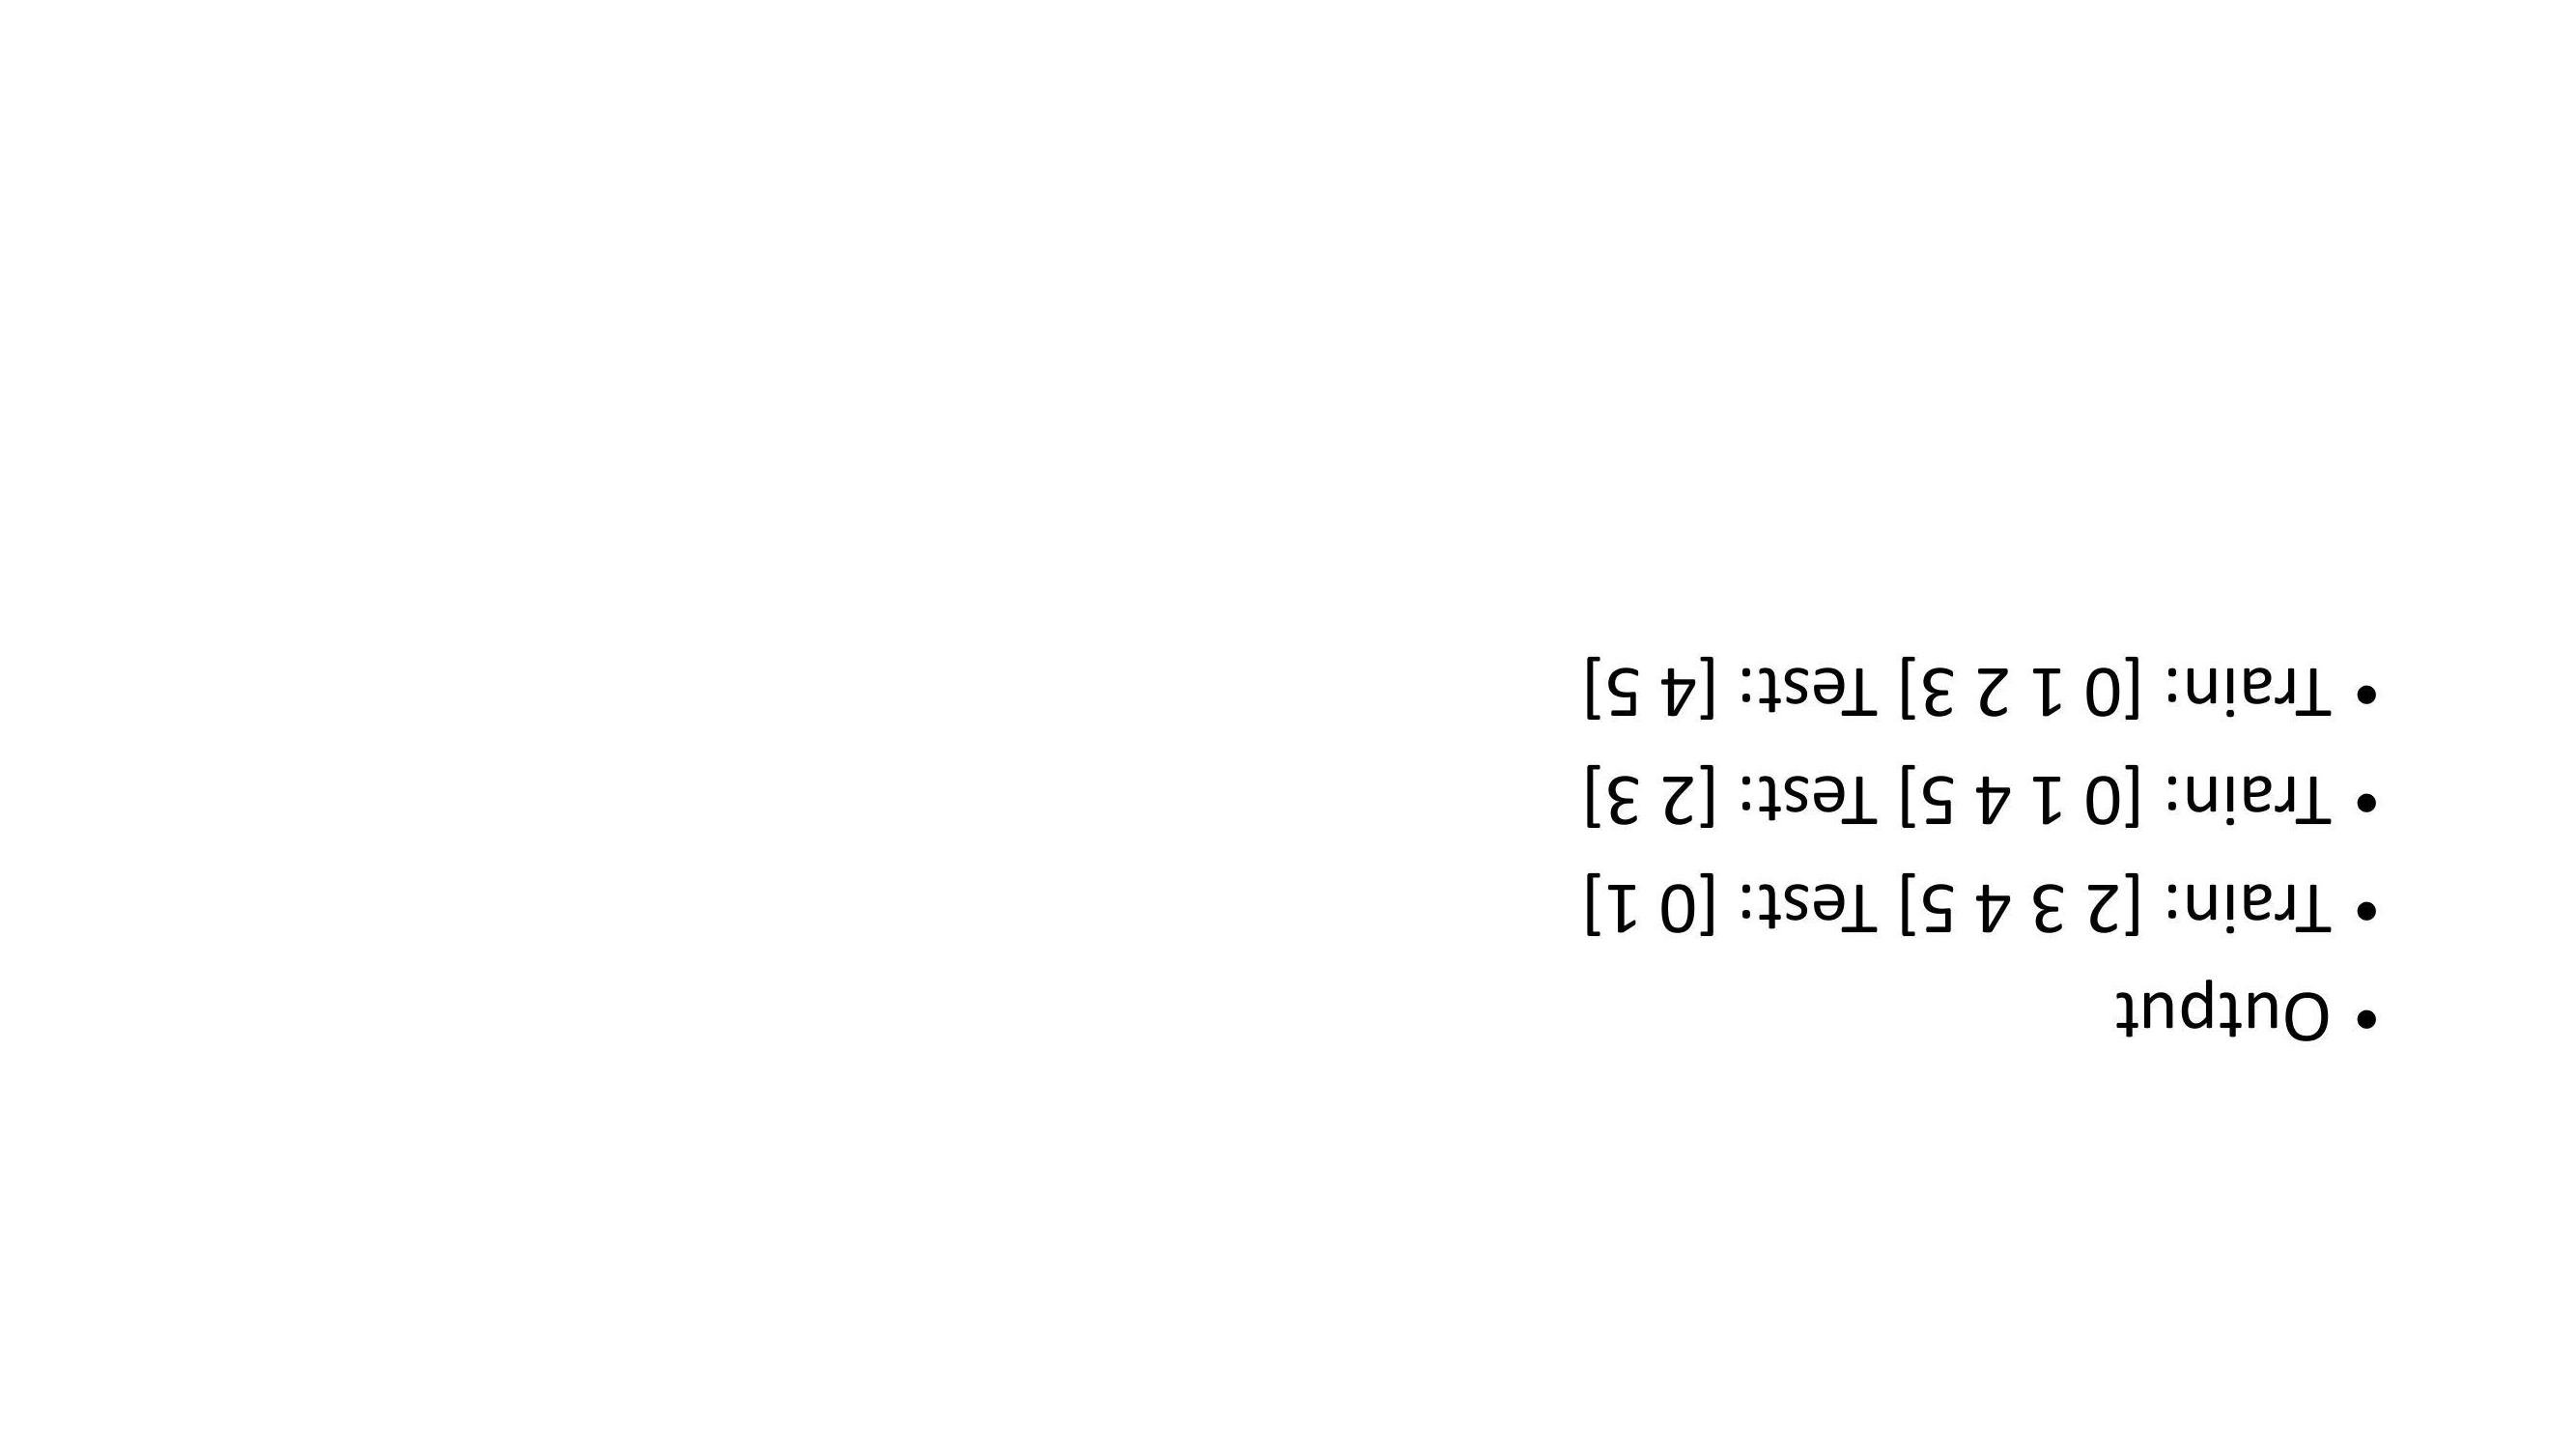 • Output
• Train: [2 3 4 5] Test: [0 1]
• Train: [0 1 4 5] Test: [2 3]
• Train: [0 1 2 3] Test: [4 5]